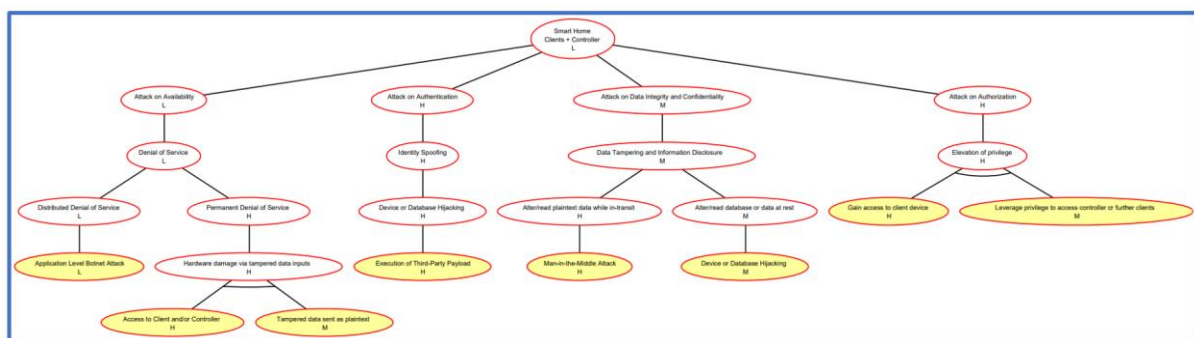 Smart Home
Clients + Controller
L
Attack on Availability
L
Attack on Authentication
H
Attack on Data Integrity and Confidentiality
M
Attack on Authorization
H
Denial of Service
L
Identity Spoofing
H
Data Tampering and Information Disclosure
M
Elevation of privilege
H
Distributed Denial of Service
L
Permanent Denial of Service
H
Device or Database Hijacking
H
Alter/read plaintext data while in-transit
H
Alter/read database or data at rest
M
Gain access to client device
H
Leverage privilege to access controller or further clients
M
Application Level Botnet Attack
L
Hardware damage via tampered data inputs
H
Execution of Third-Party Payload
H
Man-in-the-Middle Attack
H
Device or Database Hijacking
M
Access to Client and/or Controller
H
Tampered data sent as plaintext
M